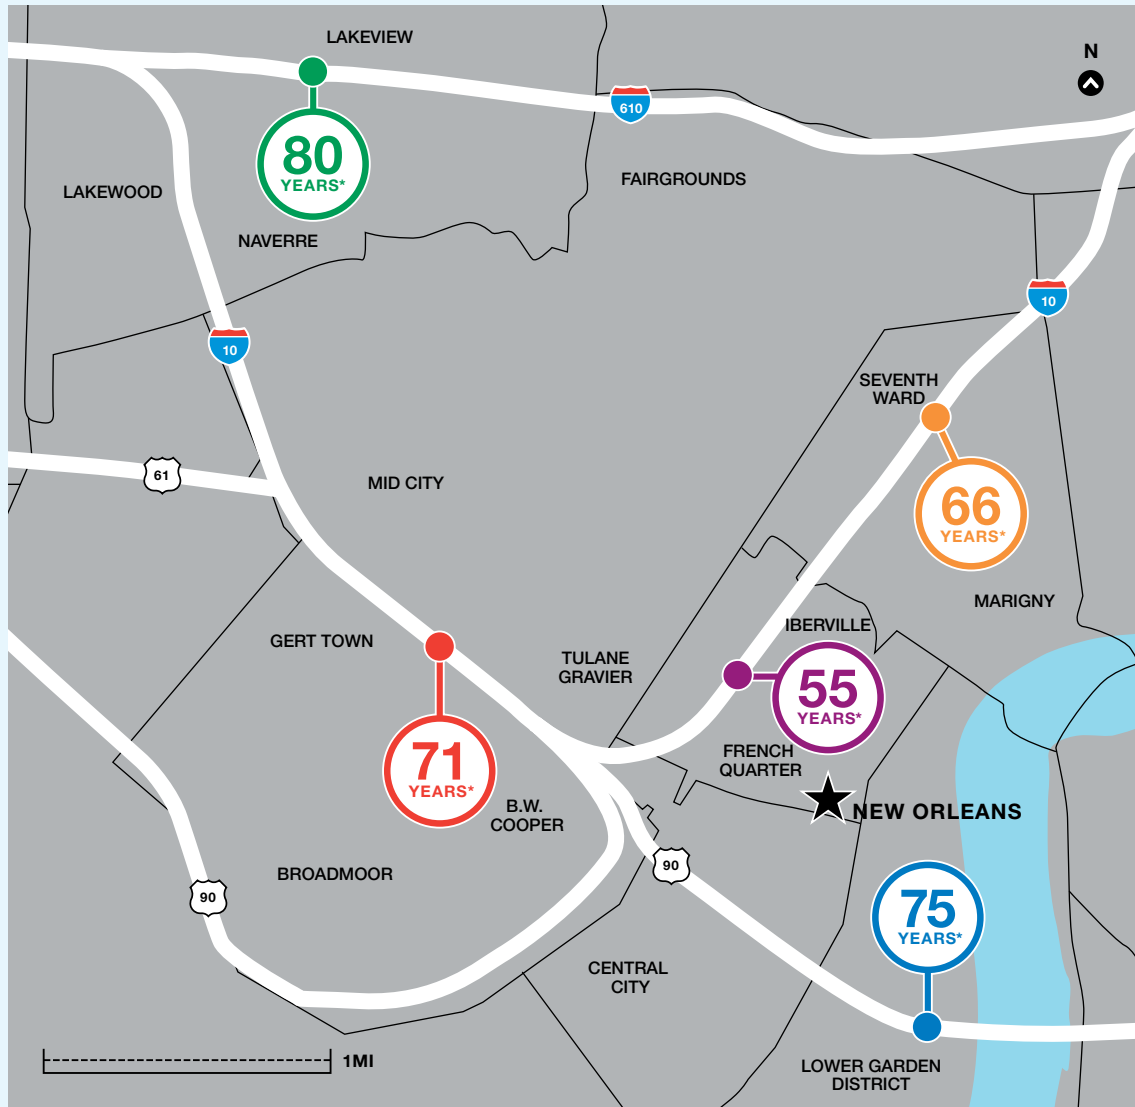 LAKEVIEW
N
610
80
YEARS*
FAIRGROUNDS
LAKEWOOD
NAVERRE
10
10
SEVENTH
WARD
61
MID CITY
66
YEARS*
MARIGNY
IBERVILLE
GERT TOWN
TULANE
GRAVIER
55
YEARS*
71
YEARS*
FRENCH
QUARTER
B.W.
COOPER
NEW ORLEANS
BROADMOOR
90
90
75
YEARS*
CENTRAL
CITY
1MI
LOWER GARDEN
DISTRICT